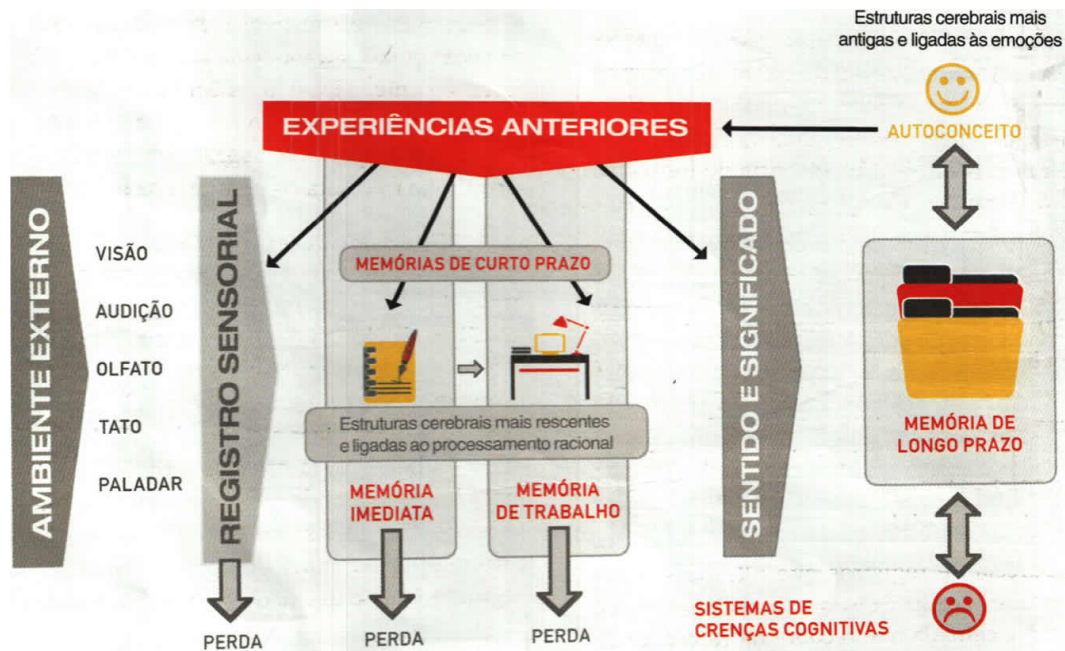 Estruturas cerebrais mais
antigas e ligadas às emoções
EXPERIÊNCIAS ANTERIORES
AUTOCONCEITO
AMBIENTE EXTERNO
VISÃO
AUDIÇÃO
OLFATO
TATO
PALADAR
REGISTRO SENSORIAL
MEMÓRIAS DE CURTO PRAZO
Estruturas cerebrais mais rescentes
e ligadas ao processamento racional
MEMÓRIA
IMEDIATA
MEMÓRIA
DE TRABALHO
SENTIDO E SIGNIFICADO
MEMÓRIA DE
LONGO PRAZO
SISTEMAS DE
CRENÇAS COGNITIVAS
PERDA
PERDA
PERDA